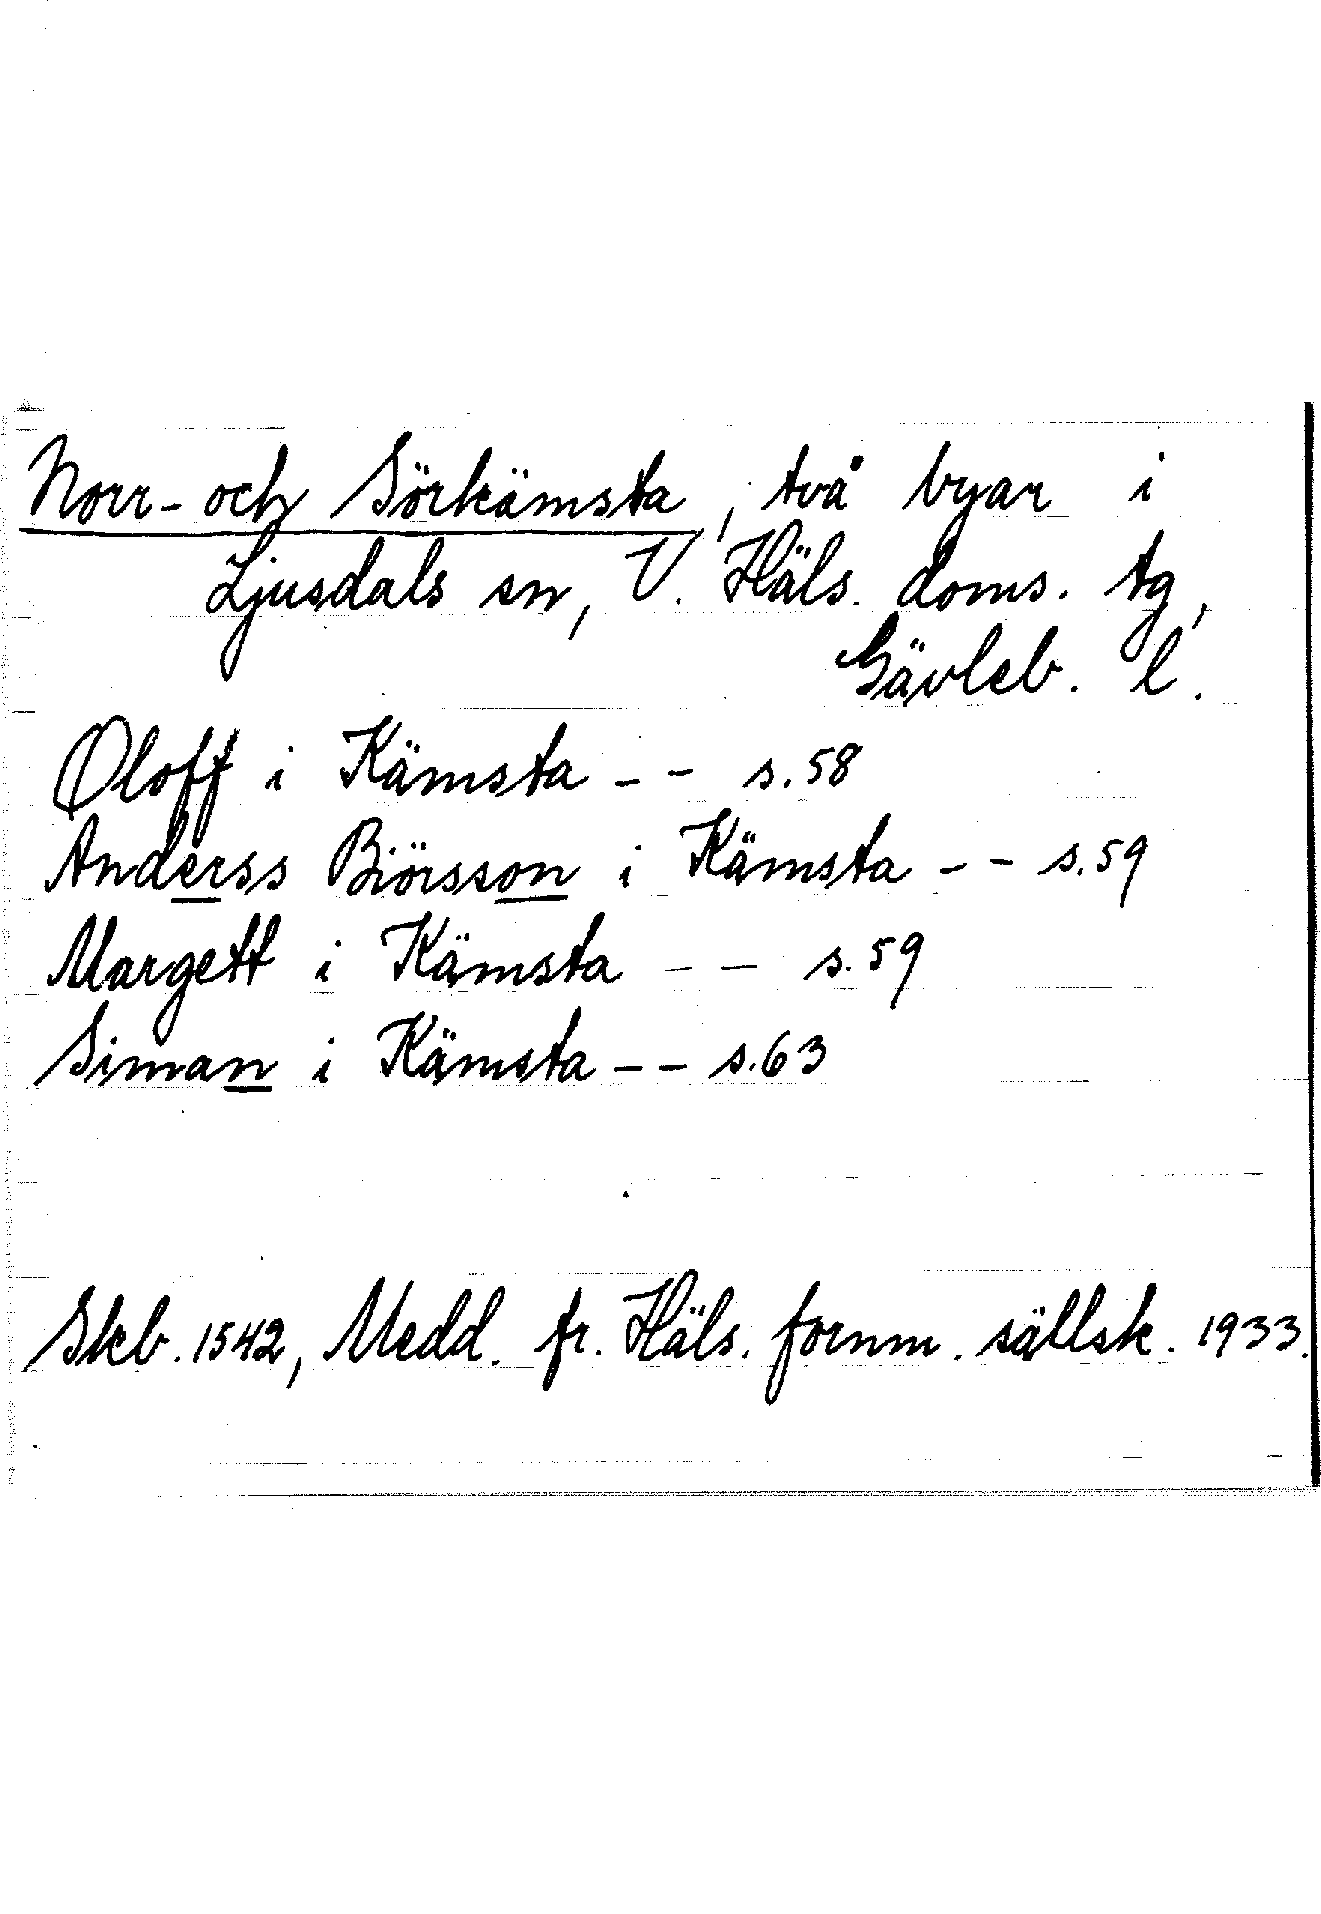 Norr- och Sörkämsta, två byar i
Ljusdals sn, V. Häls. doms. tg,
Gävleb. l.
Oloff i Kämsta -- s. 58
Anderss Biörsson i Kämsta -- s. 59
Margett i Kämsta -- s. 59
Siman i Kämsta -- s. 63
Skb. 1542, Medd. fr. Häls. fornm. sällsk. 1933.